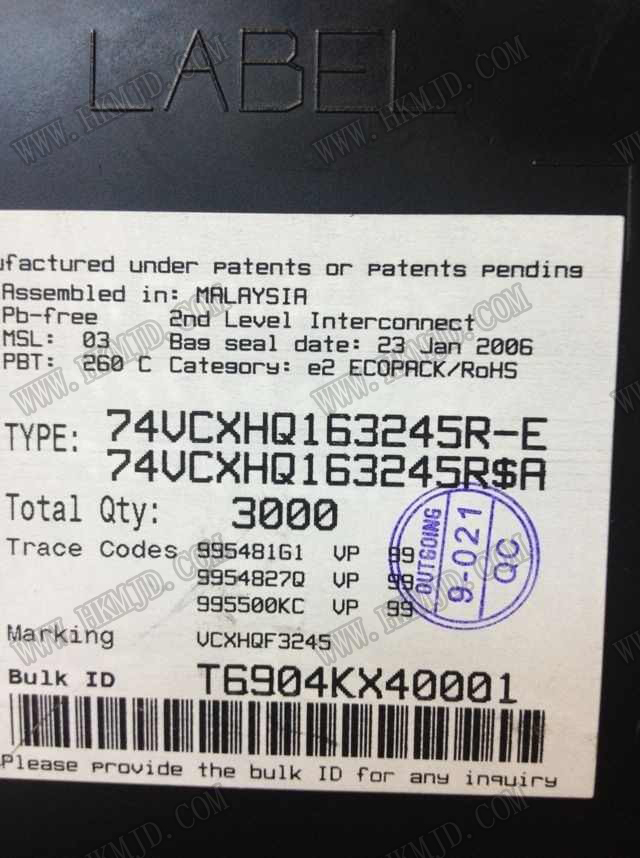 LABEL
ufactured under patents or patents pending
Assembled in: MALAYSIA
Pb-free 2nd Level Interconnect
MSL: 03 Bag seal date: 23 Jan 2006
PBT: 260 C Category: e2 ECOPACK/RoHS
TYPE: 74VCXHQ163245R-E
74VCXHQ163245R$A
Total Qty: 3000
Trace Codes 99548161 VP 99
9954827Q VP 99
995500KC VP 99
OUTGOING
9-021
QC
Marking VCXHQF3245
Bulk ID T6904KX40001
Please provide the bulk ID for any inquiry
WWW.HKMJD.COM